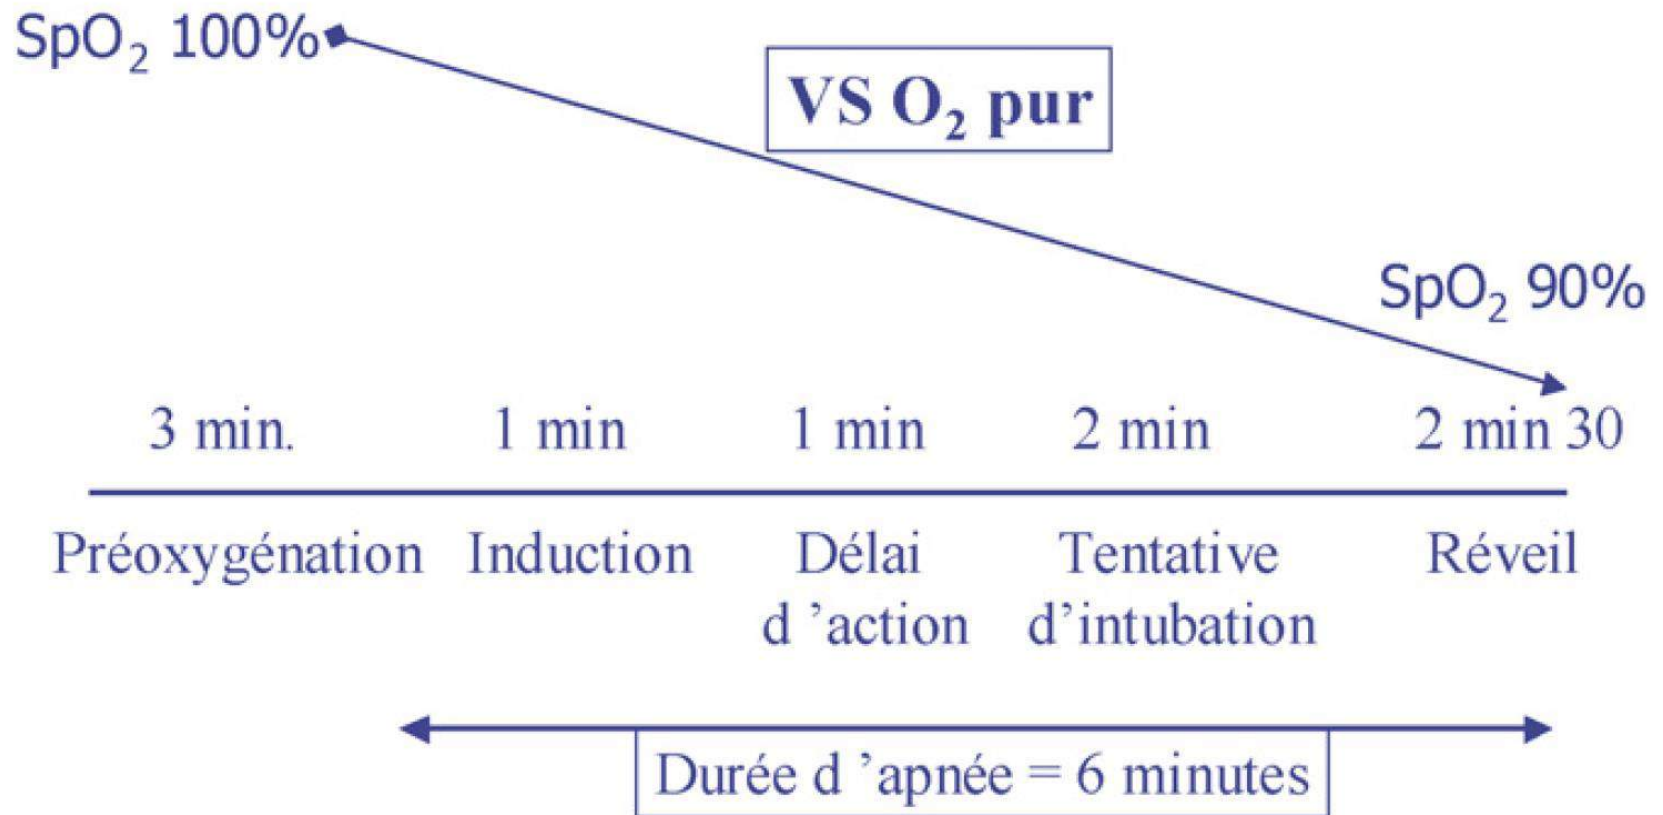 SpO₂ 100%
VS O₂ pur
SpO₂ 90%
3 min. 1 min 1 min 2 min 2 min 30
Préoxygénation Induction Délai Tentative Réveil
d ’action d’intubation
Durée d ’apnée = 6 minutes